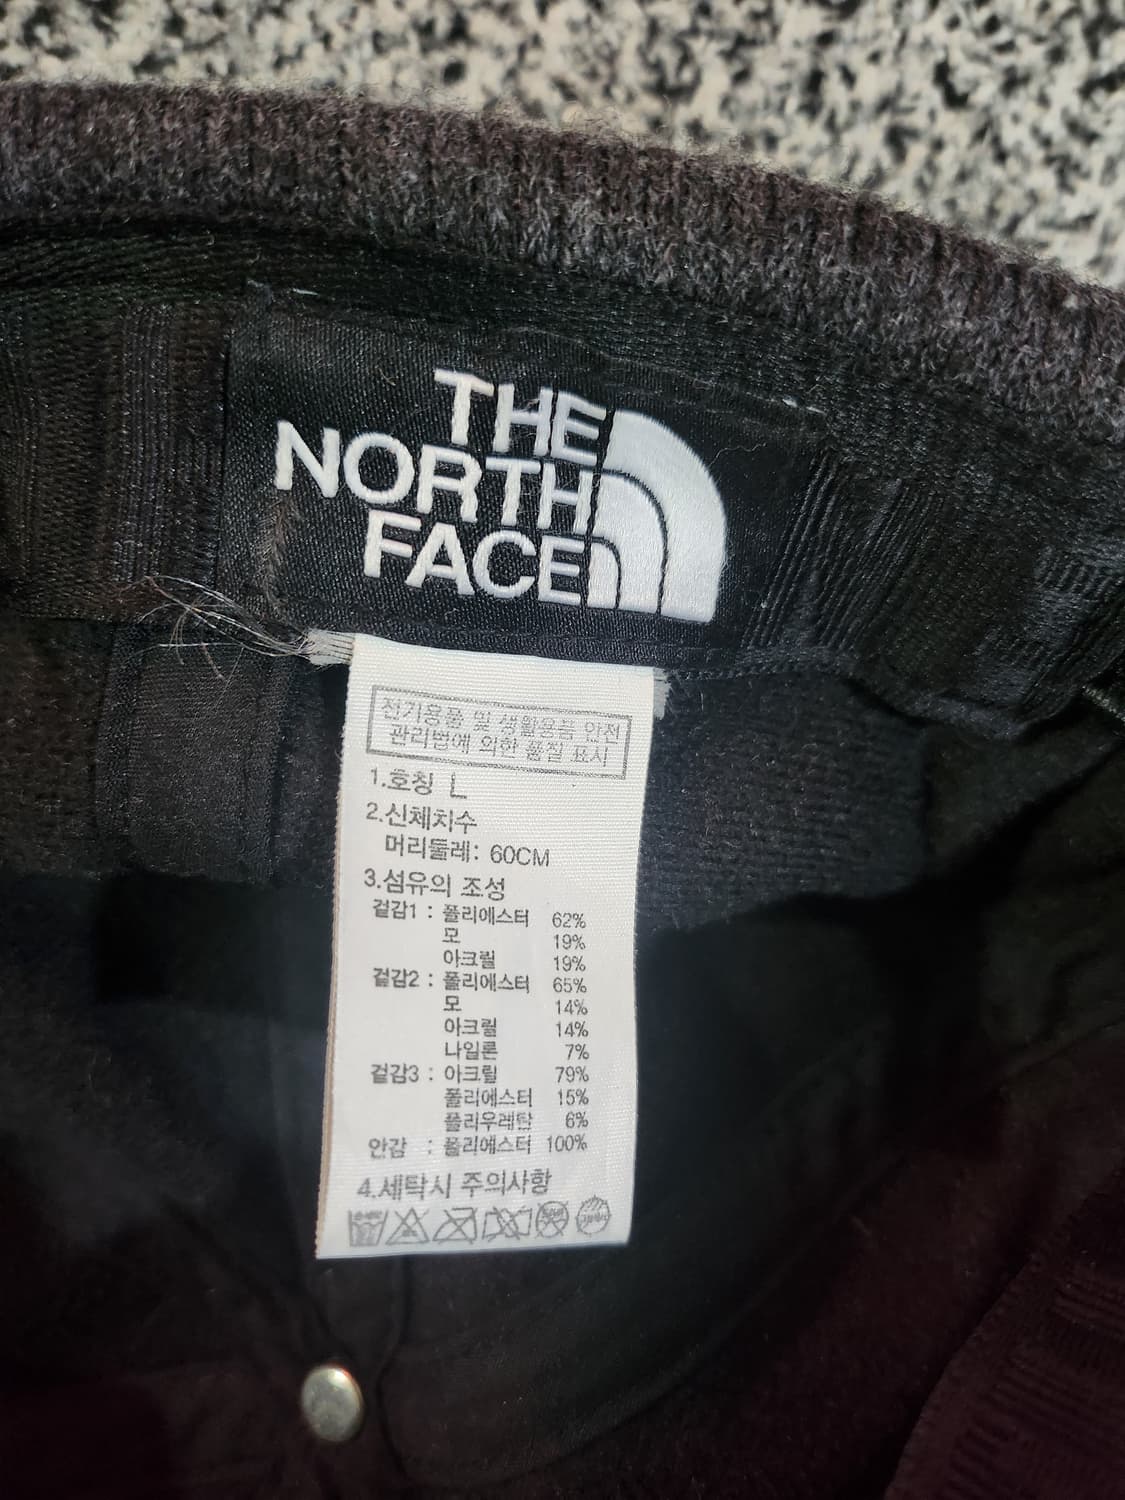 THE
NORTH
FACE
전기용품 및 생활용품 안전
관리법에 의한 품질 표시
1.호칭 L
2.신체치수
머리둘레: 60CM
3.섬유의 조성
겉감1 : 폴리에스터 62%
모 19%
아크릴 19%
겉감2 : 폴리에스터 65%
모 14%
아크릴 14%
나일론 7%
겉감3 : 아크릴 79%
폴리에스터 15%
폴리우레탄 6%
안감 : 폴리에스터 100%
4.세탁시 주의사항